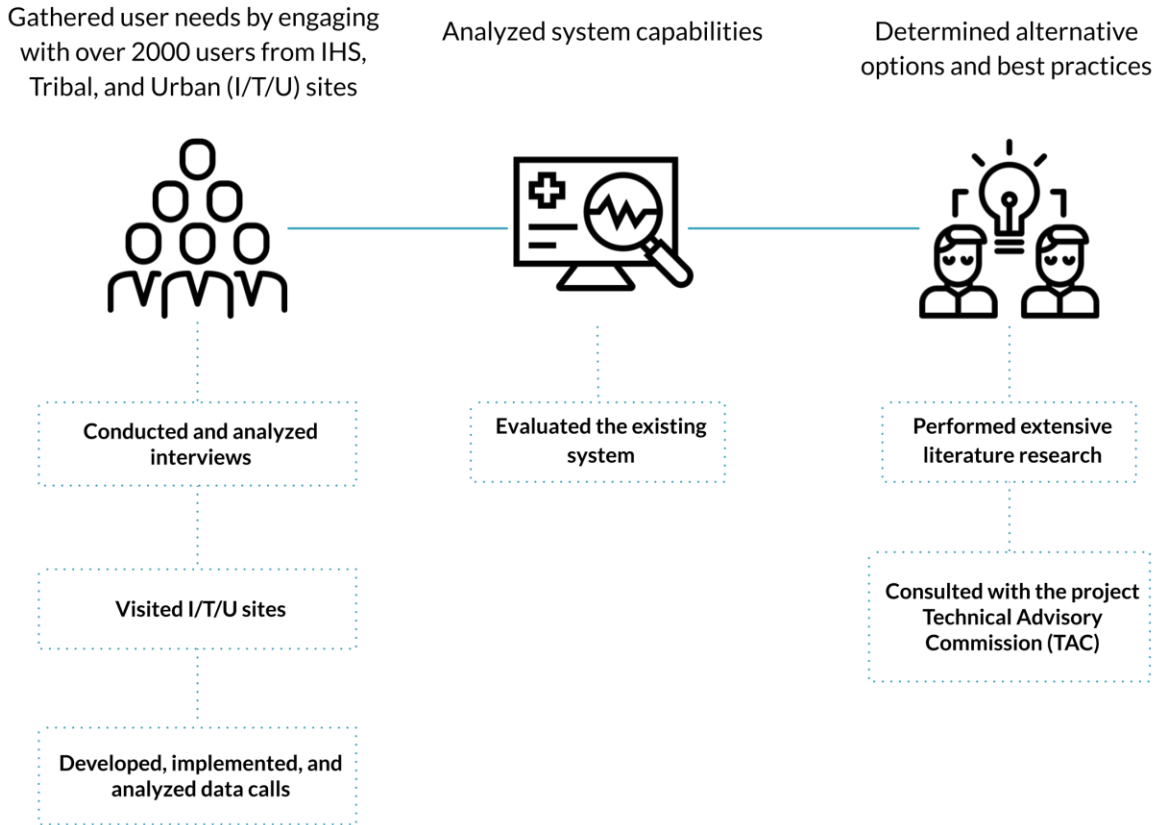 Gathered user needs by engaging
with over 2000 users from IHS,
Tribal, and Urban (I/T/U) sites
Analyzed system capabilities
Determined alternative
options and best practices
Conducted and analyzed
interviews
Visited I/T/U sites
Developed, implemented, and
analyzed data calls
Evaluated the existing
system
Performed extensive
literature research
Consulted with the project
Technical Advisory
Commission (TAC)